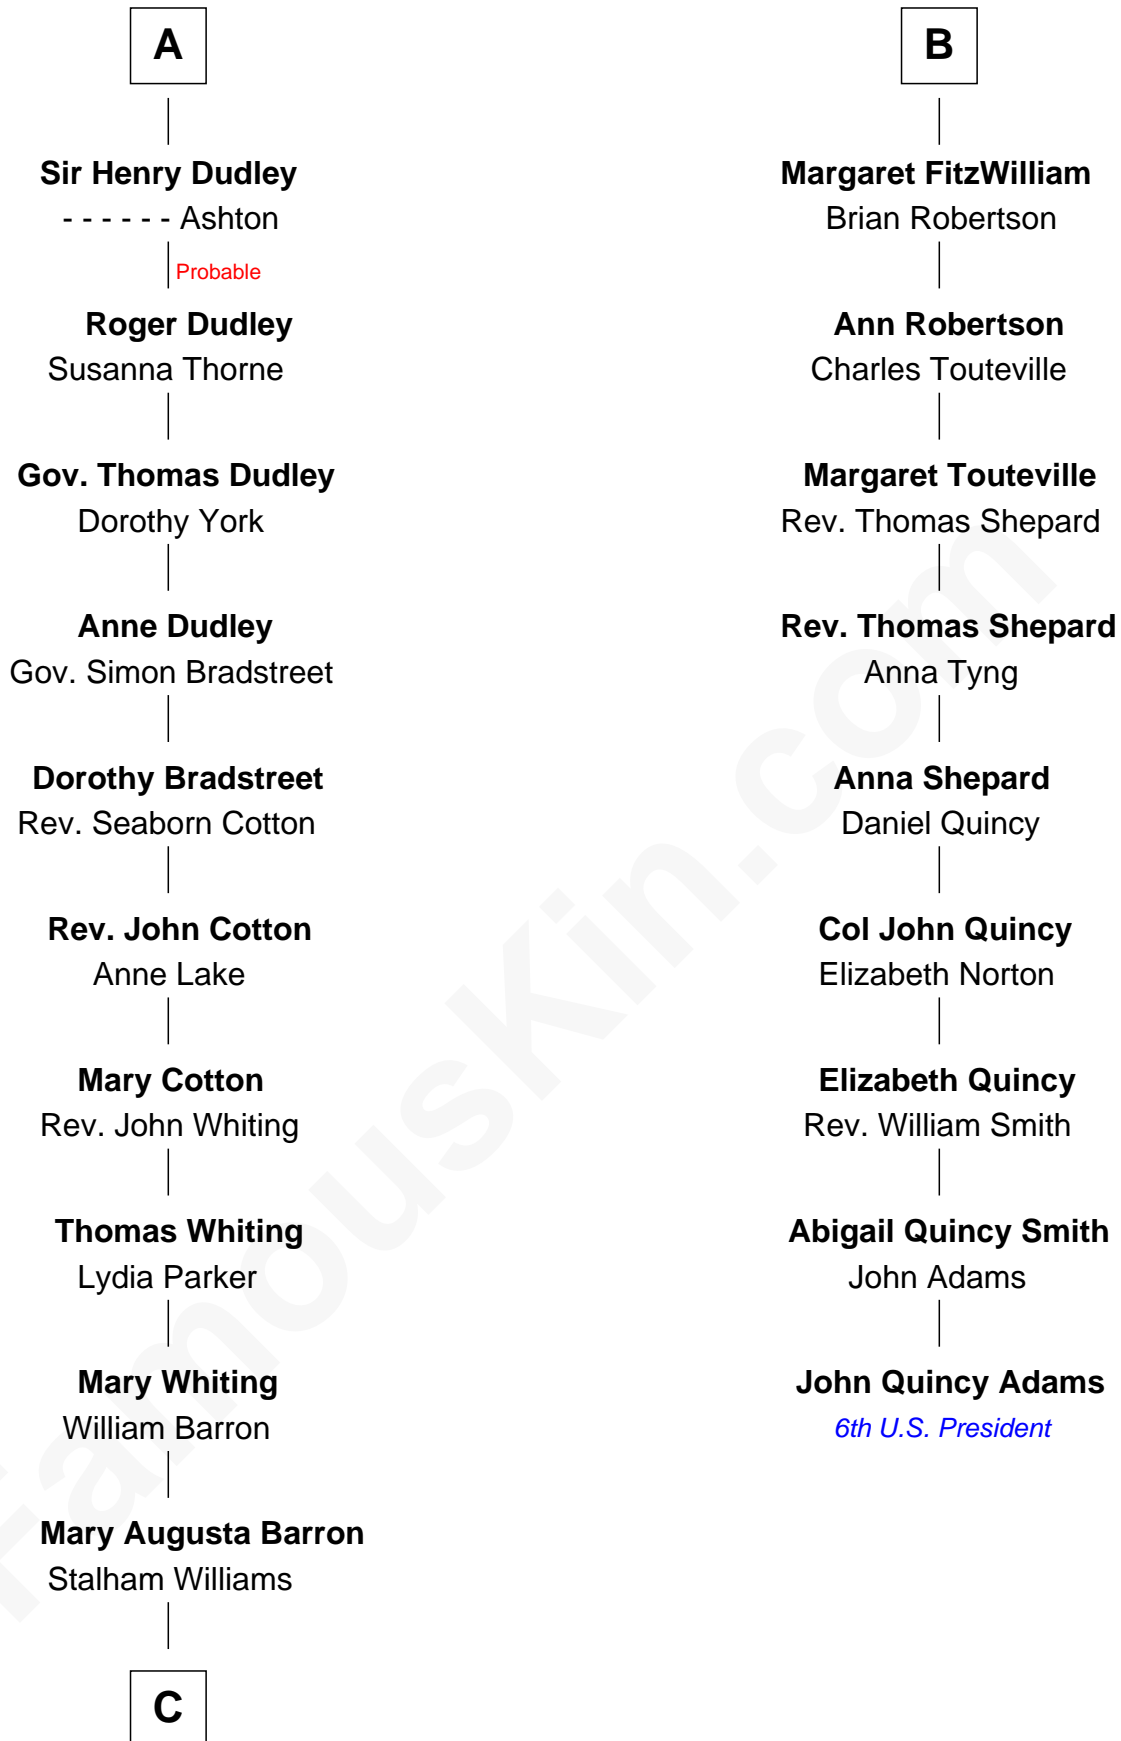 A
Sir Henry Dudley
- - - - - - Ashton
Probable
Roger Dudley
Susanna Thorne
Gov. Thomas Dudley
Dorothy York
Anne Dudley
Gov. Simon Bradstreet
Dorothy Bradstreet
Rev. Seaborn Cotton
Rev. John Cotton
Anne Lake
Mary Cotton
Rev. John Whiting
Thomas Whiting
Lydia Parker
Mary Whiting
William Barron
Mary Augusta Barron
Stalham Williams
C
B
Margaret FitzWilliam
Brian Robertson
Ann Robertson
Charles Touteville
Margaret Touteville
Rev. Thomas Shepard
Rev. Thomas Shepard
Anna Tyng
Anna Shepard
Daniel Quincy
Col John Quincy
Elizabeth Norton
Elizabeth Quincy
Rev. William Smith
Abigail Quincy Smith
John Adams
John Quincy Adams
6th U.S. President
FamousKin.com